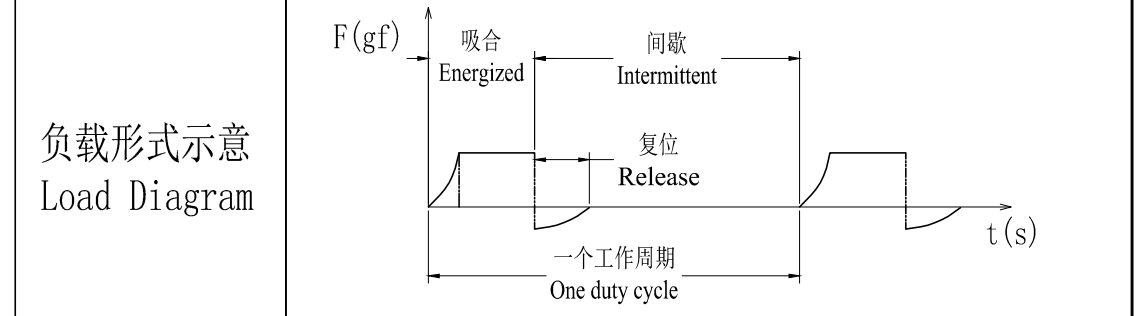 负载形式示意
Load Diagram
F(gf)
吸合
Energized
间歇
Intermittent
复位
Release
t(s)
一个工作周期
One duty cycle